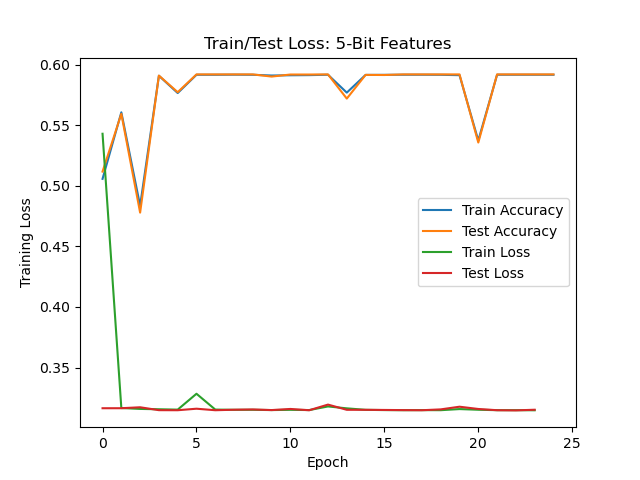 Train/Test Loss: 5-Bit Features
Training Loss
0.60
0.55
0.50
0.45
0.40
0.35
Train Accuracy
Test Accuracy
Train Loss
Test Loss
0 5 10 15 20 25
Epoch